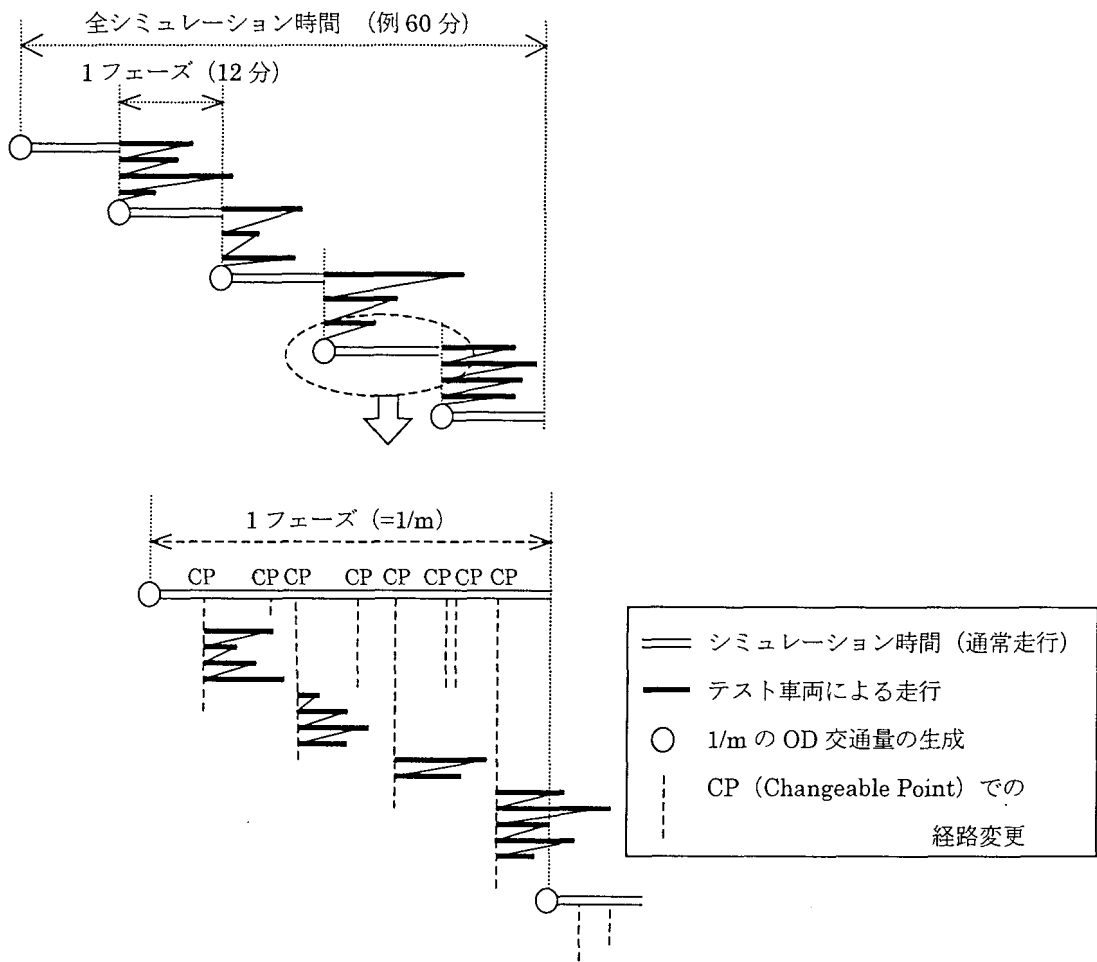 全シミュレーション時間 （例 60 分）
1 フェーズ（12 分）
1 フェーズ（=1/m）
CP CP CP CP CP CP CP CP
シミュレーション時間（通常走行）
テスト車両による走行
1/m の OD 交通量の生成
CP（Changeable Point）での
経路変更